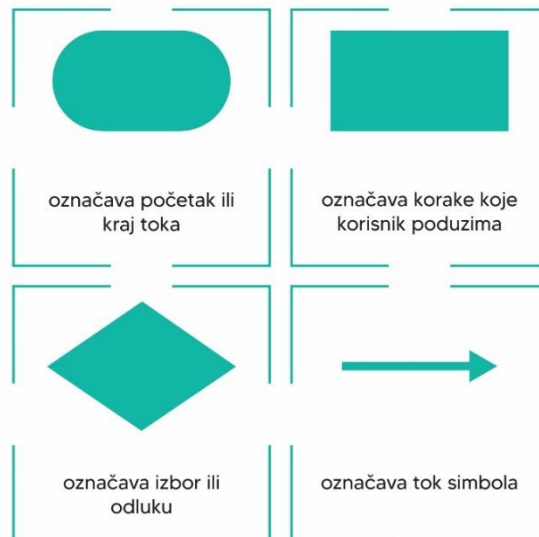 označava početak ili
kraj toka
označava korake koje
korisnik poduzima
označava izbor ili
odluku
označava tok simbola